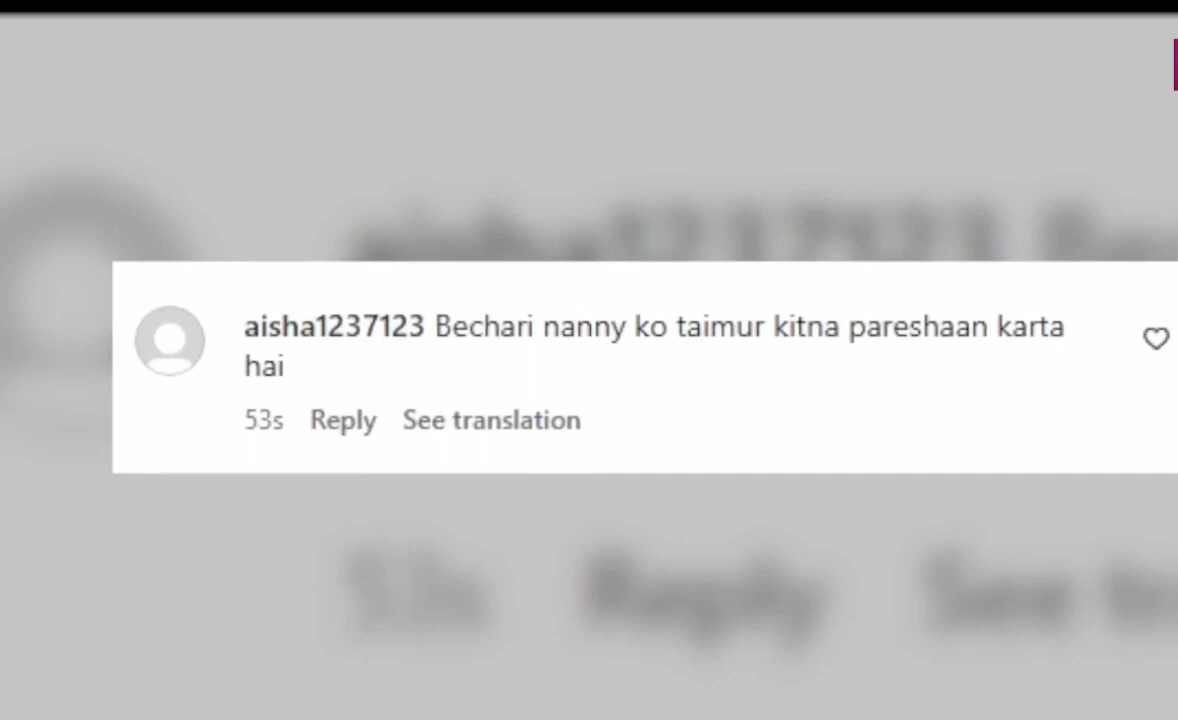 aisha1237123 Bechari nanny ko taimur kitna pareshaan karta
hai
53s Reply See translation